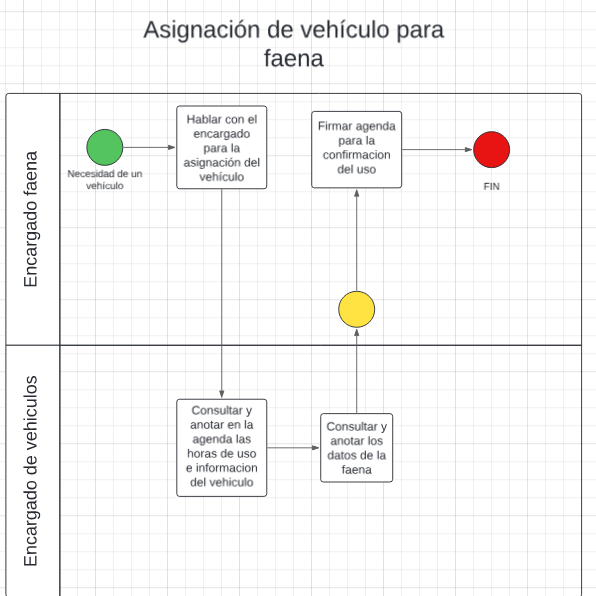 Asignación de vehículo para
faena
Encargado faena
Necesidad de un
vehículo
Hablar con el
encargado
para la
asignación del
vehículo
Firmar agenda
para la
confirmacion
del uso
FIN
Encargado de vehiculos
Consultar y
anotar en la
agenda las
horas de uso
e informacion
del vehiculo
Consultar y
anotar los
datos de la
faena